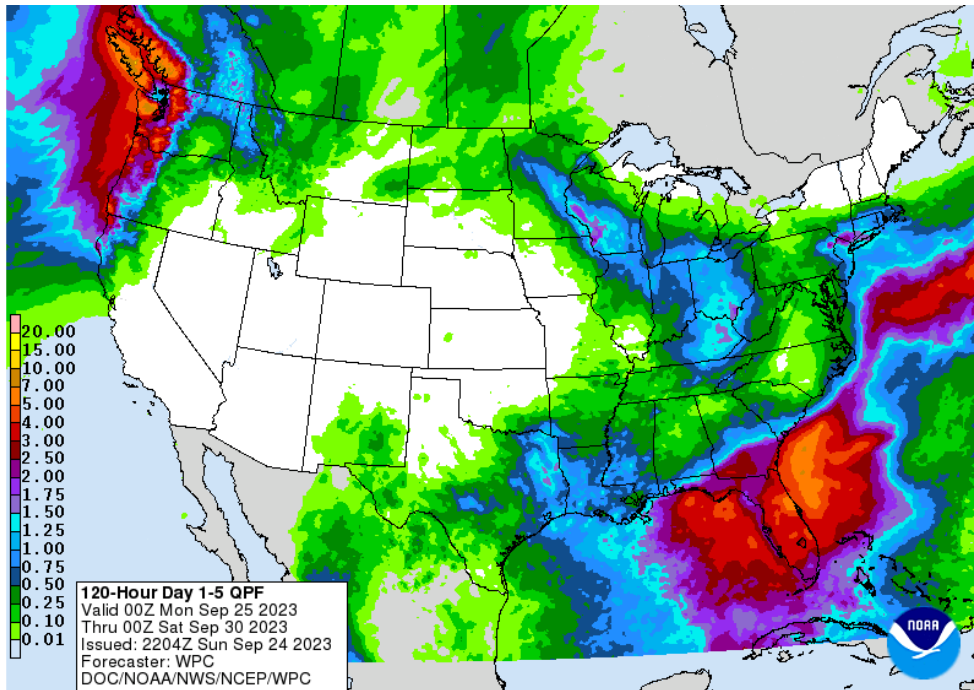 20.00
15.00
10.00
7.00
5.00
4.00
3.00
2.50
2.00
1.75
1.50
1.25
1.00
0.75
0.50
0.25
0.10
0.01
120-Hour Day 1-5 QPF
Valid 00Z Mon Sep 25 2023
Thru 00Z Sat Sep 30 2023
Issued: 2204Z Sun Sep 24 2023
Forecaster: WPC
DOC/NOAA/NWS/NCEP/WPC
NOAA